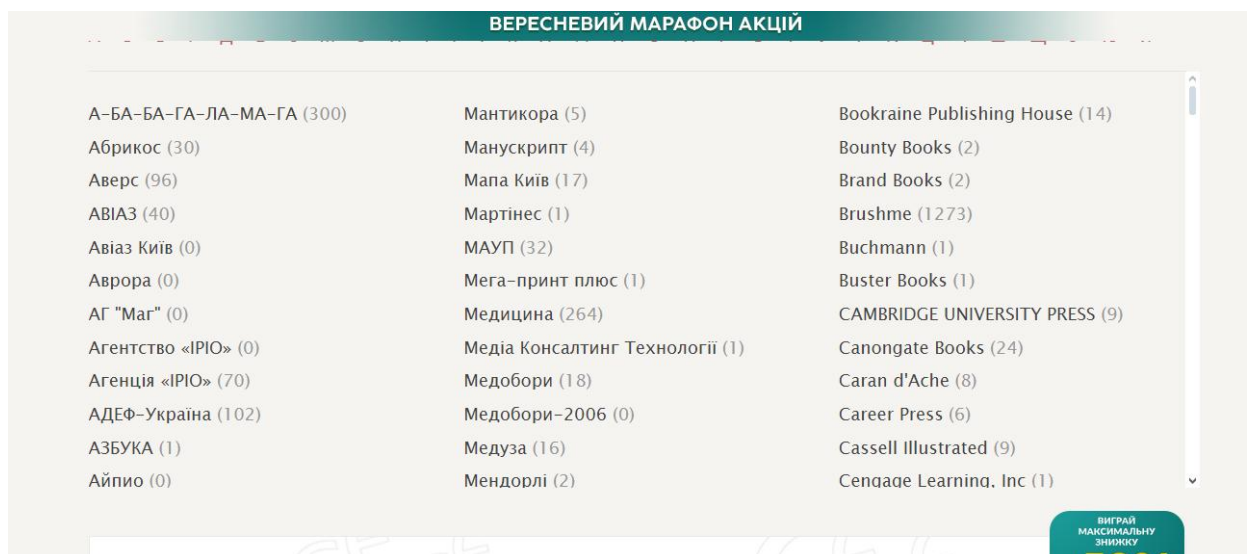 ВЕРЕСНЕВИЙ МАРАФОН АКЦІЙ
А-БА-БА-ГА-ЛА-МА-ГА (300)
Абрикос (30)
Аверс (96)
АВІАЗ (40)
Авіаз Київ (0)
Аврора (0)
АГ "Маг" (0)
Агентство «ІРІО» (0)
Агенція «ІРІО» (70)
АДЕФ-Україна (102)
АЗБУКА (1)
Айпио (0)
Мантикора (5)
Манускрипт (4)
Мапа Київ (17)
Мартінес (1)
МАУП (32)
Мега-принт плюс (1)
Медицина (264)
Медіа Консалтинг Технології (1)
Медобори (18)
Медобори-2006 (0)
Медуза (16)
Мендорлі (2)
Bookraine Publishing House (14)
Bounty Books (2)
Brand Books (2)
Brushme (1273)
Buchmann (1)
Buster Books (1)
CAMBRIDGE UNIVERSITY PRESS (9)
Canongate Books (24)
Caran d'Ache (8)
Career Press (6)
Cassell Illustrated (9)
Cengage Learning, Inc (1)
ВИГРАЙ
МАКСИМАЛЬНУ
ЗНИЖКУ